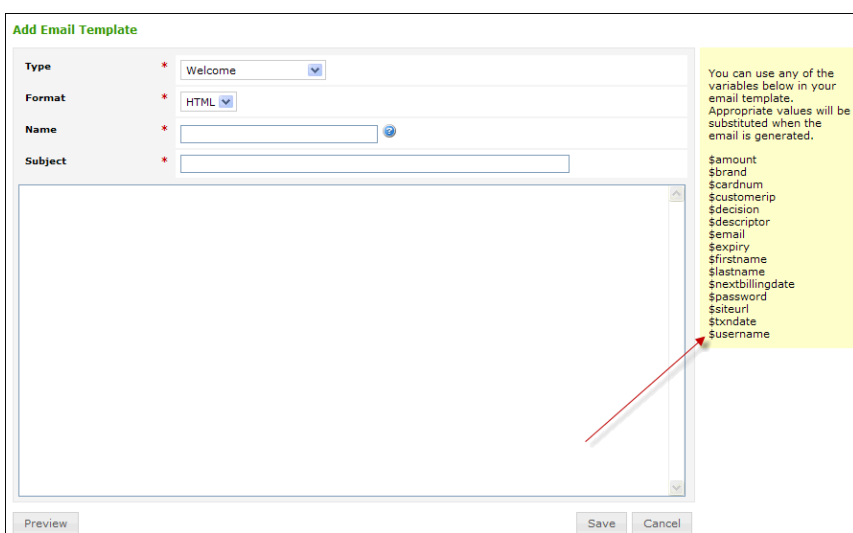 Add Email Template
Type * Welcome
Format * HTML
Name *
Subject *
You can use any of the
variables below in your
email template.
Appropriate values will be
substituted when the
email is generated.
$amount
$brand
$cardnum
$customerip
$decision
$descriptor
$email
$expiry
$firstname
$lastname
$nextbillingdate
$password
$siteurl
$txndate
$username
Preview Save Cancel